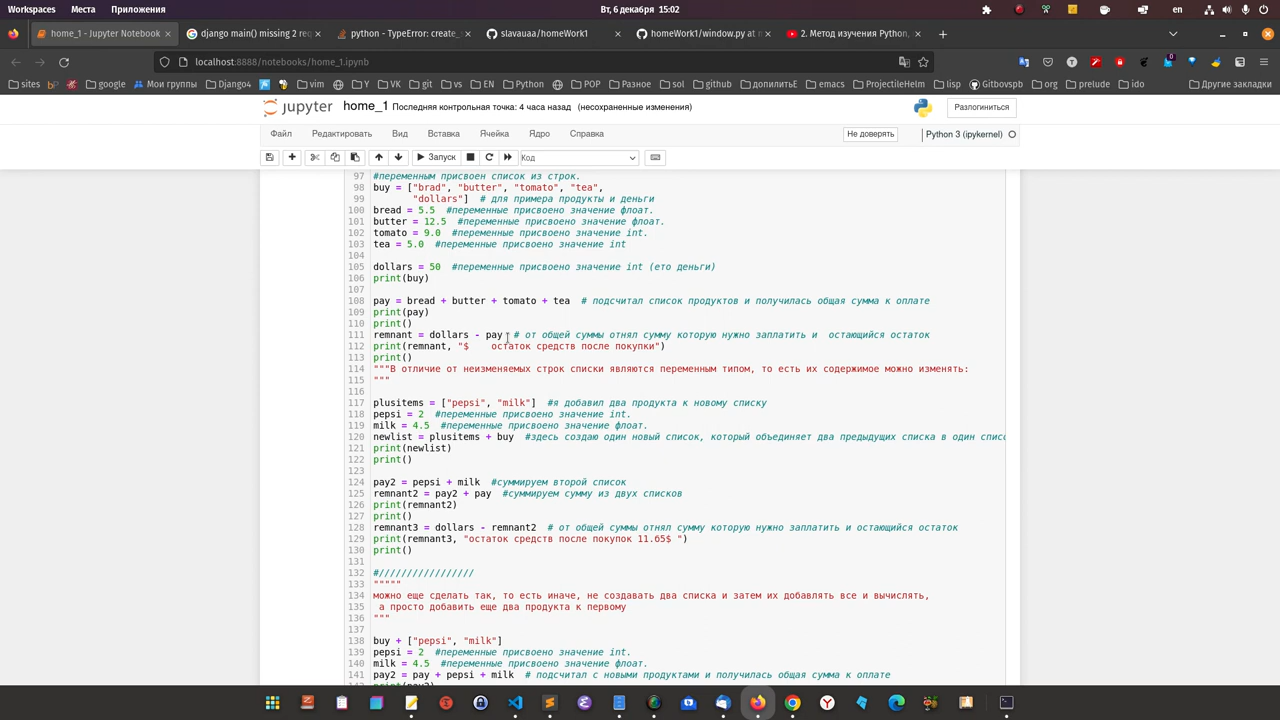 Workspaces Места Приложения Вт, 6 декабря 15:02 en
home_1 - Jupyter Notebook django main() missing 2 req python - TypeError: create_ slavauaa/homeWork1 homeWork1/window.py at m 2. Метод изучения Python,
localhost:8888/notebooks/home_1.ipynb
sites bj google Мои группы D vim git vs EN Python POP Разное sol github допилитьЕ emacs ProjectileHelm Gitbovspb org prelude ido Другие закладки
jupyter home_1 Последняя контрольная точка: 4 часа назад (несохраненные изменения) Разлогиниться
Файл Редактировать Вид Вставка Ячейка Ядро Справка Не доверять Python 3 (ipykernel)
Запуск Код
97 #переменным присвоен список из строк.
98 buy = ["brad", "butter", "tomato", "tea",
99 "dollars"] # для примера продукты и деньги
100 bread = 5.5 #переменные присвоено значение флоат.
101 butter = 12.5 #переменные присвоено значение флоат.
102 tomato = 9.0 #переменные присвоено значение int.
103 tea = 5.0 #переменные присвоено значение int
104
105 dollars = 50 #переменные присвоено значение int (ето деньги)
106 print(buy)
107
108 pay = bread + butter + tomato + tea # подсчитал список продуктов и получилась общая сумма к оплате
109 print(pay)
110 print()
111 remnant = dollars - pay # от общей суммы отнял сумму которую нужно заплатить и остающийся остаток
112 print(remnant, "$ остаток средств после покупки")
113 print()
114 """В отличие от неизменяемых строк списки являются переменным типом, то есть их содержимое можно изменять:
115 """
116
117 plusitems = ["pepsi", "milk"] #я добавил два продукта к новому списку
118 pepsi = 2 #переменные присвоено значение int.
119 milk = 4.5 #переменные присвоено значение флоат.
120 newlist = plusitems + buy #здесь создаю один новый список, который объединяет два предыдущих списка в один списо
121 print(newlist)
122 print()
123
124 pay2 = pepsi + milk #суммируем второй список
125 remnant2 = pay2 + pay #суммируем сумму из двух списков
126 print(remnant2)
127 print()
128 remnant3 = dollars - remnant2 # от общей суммы отнял сумму которую нужно заплатить и остающийся остаток
129 print(remnant3, "остаток средств после покупок 11.65$ ")
130 print()
131
132 #/////////////////
133 """""
134 можно еще сделать так, то есть иначе, не создавать два списка и затем их добавлять все и вычислять,
135 а просто добавить еще два продукта к первому
136 """
137
138 buy + ["pepsi", "milk"]
139 pepsi = 2 #переменные присвоено значение int.
140 milk = 4.5 #переменные присвоено значение флоат.
141 pay2 = pay + pepsi + milk # подсчитал с новыми продуктами и получилась общая сумма к оплате